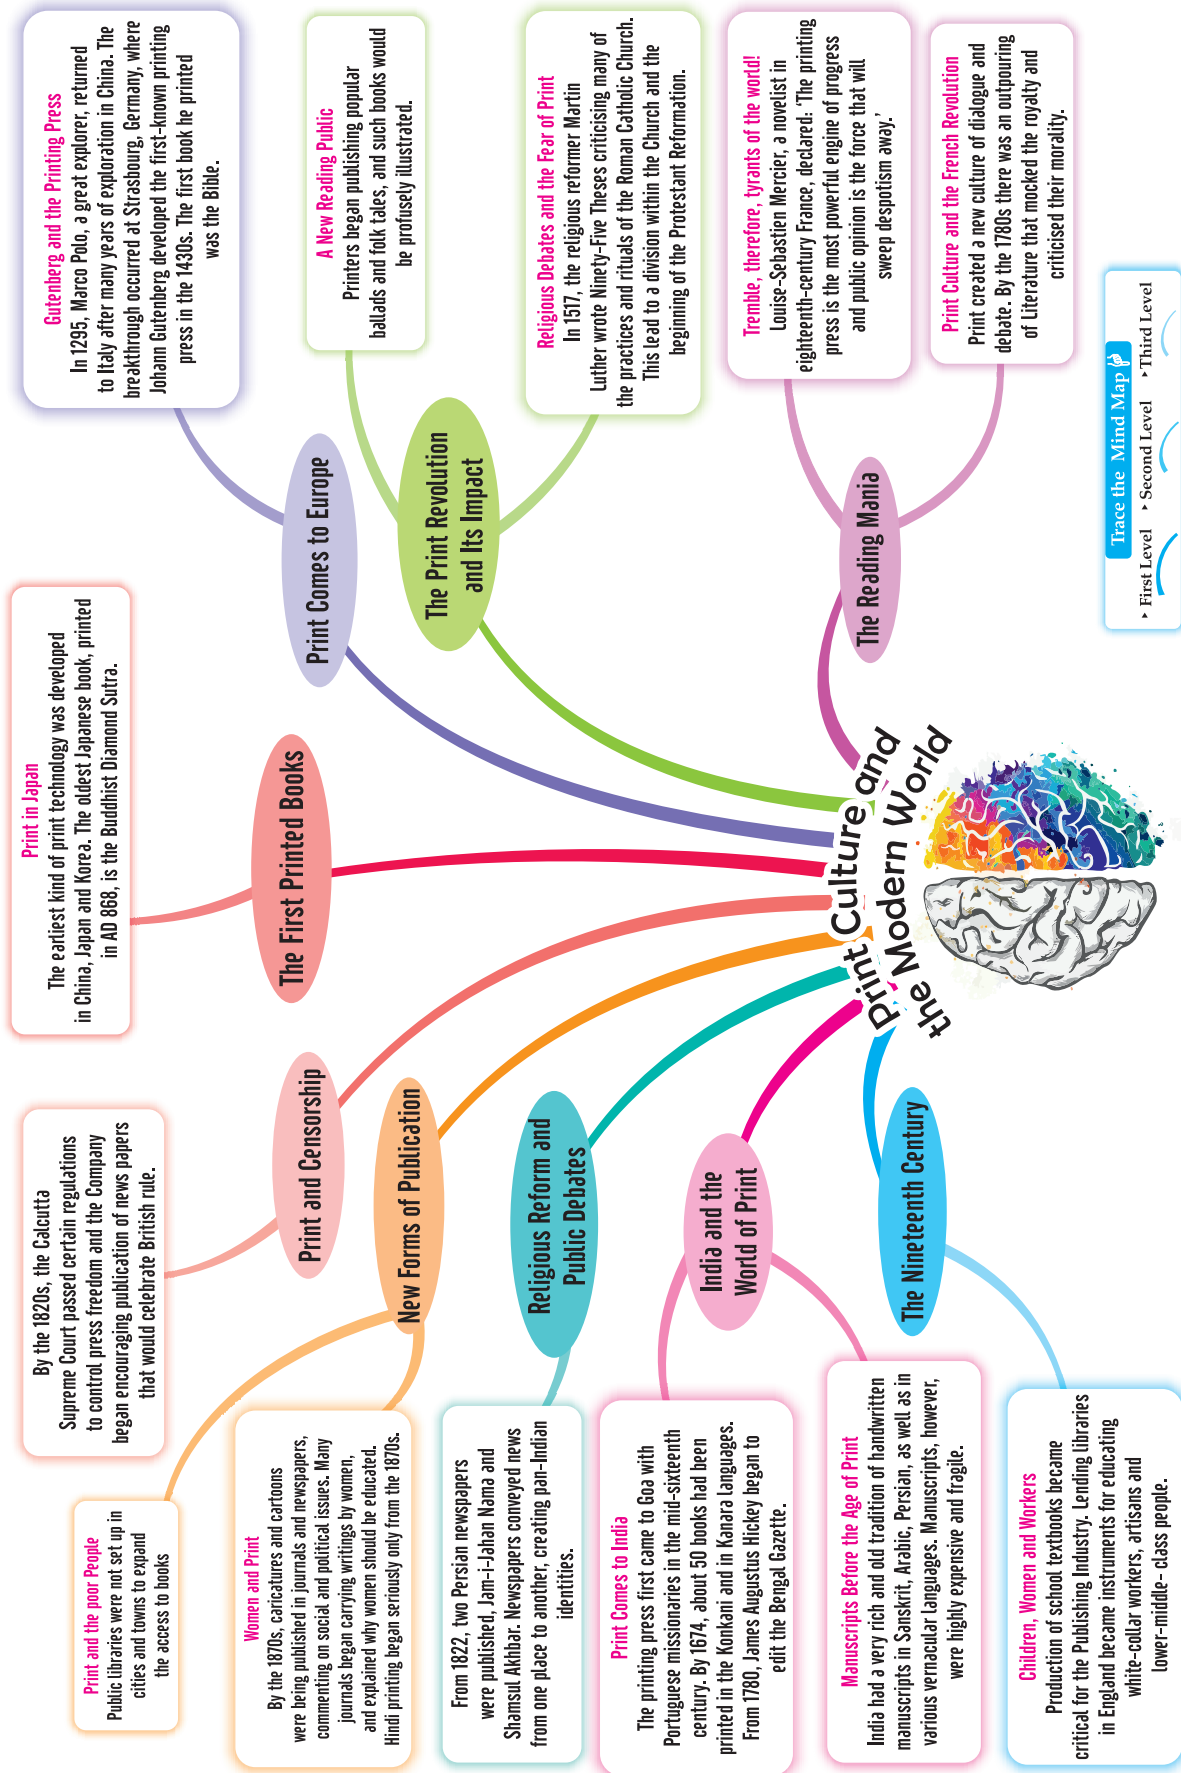 Print Culture and
the Modern World
The Nineteenth Century
Children, Women and Workers
Production of school textbooks became
critical for the Publishing Industry. Lending libraries
in England became instruments for educating
white-collar workers, artisans and
lower-middle- class people.
India and the
World of Print
Manuscripts Before the Age of Print
India had a very rich and old tradition of handwritten
manuscripts in Sanskrit, Arabic, Persian, as well as in
various vernacular languages. Manuscripts, however,
were highly expensive and fragile.
Print Comes to India
The printing press first came to Goa with
Portuguese missionaries in the mid-sixteenth
century. By 1674, about 50 books had been
printed in the Konkani and in Kanara languages.
From 1780, James Augustus Hickey began to
edit the Bengal Gazette.
Religious Reform and
Public Debates
From 1822, two Persian newspapers
were published, Jam-i-Jahan Nama and
Shamsul Akhbar. Newspapers conveyed news
from one place to another, creating pan-Indian
identities.
New Forms of Publication
Women and Print
By the 1870s, caricatures and cartoons
were being published in journals and newspapers,
commenting on social and political issues. Many
journals began carrying writings by women,
and explained why women should be educated.
Hindi printing began seriously only from the 1870s.
Print and the poor People
Public libraries were not set up in
cities and towns to expand
the access to books
Print and Censorship
By the 1820s, the Calcutta
Supreme Court passed certain regulations
to control press freedom and the Company
began encouraging publication of news papers
that would celebrate British rule.
The First Printed Books
Print in Japan
The earliest kind of print technology was developed
in China, Japan and Korea. The oldest Japanese book, printed
in AD 868, is the Buddhist Diamond Sutra.
Print Comes to Europe
Gutenberg and the Printing Press
In 1295, Marco Polo, a great explorer, returned
to Italy after many years of exploration in China. The
breakthrough occurred at Strasbourg, Germany, where
Johann Gutenberg developed the first-known printing
press in the 1430s. The first book he printed
was the Bible.
The Print Revolution
and Its Impact
A New Reading Public
Printers began publishing popular
ballads and folk tales, and such books would
be profusely illustrated.
Religious Debates and the Fear of Print
In 1517, the religious reformer Martin
Luther wrote Ninety-Five Theses criticising many of
the practices and rituals of the Roman Catholic Church.
This lead to a division within the Church and the
beginning of the Protestant Reformation.
The Reading Mania
Tremble, therefore, tyrants of the world!
Louise-Sebastien Mercier, a novelist in
eighteenth-century France, declared: ‘The printing
press is the most powerful engine of progress
and public opinion is the force that will
sweep despotism away.’
Print Culture and the French Revolution
Print created a new culture of dialogue and
debate. By the 1780s there was an outpouring
of Literature that mocked the royalty and
criticised their morality.
Trace the Mind Map
First Level
Second Level
Third Level